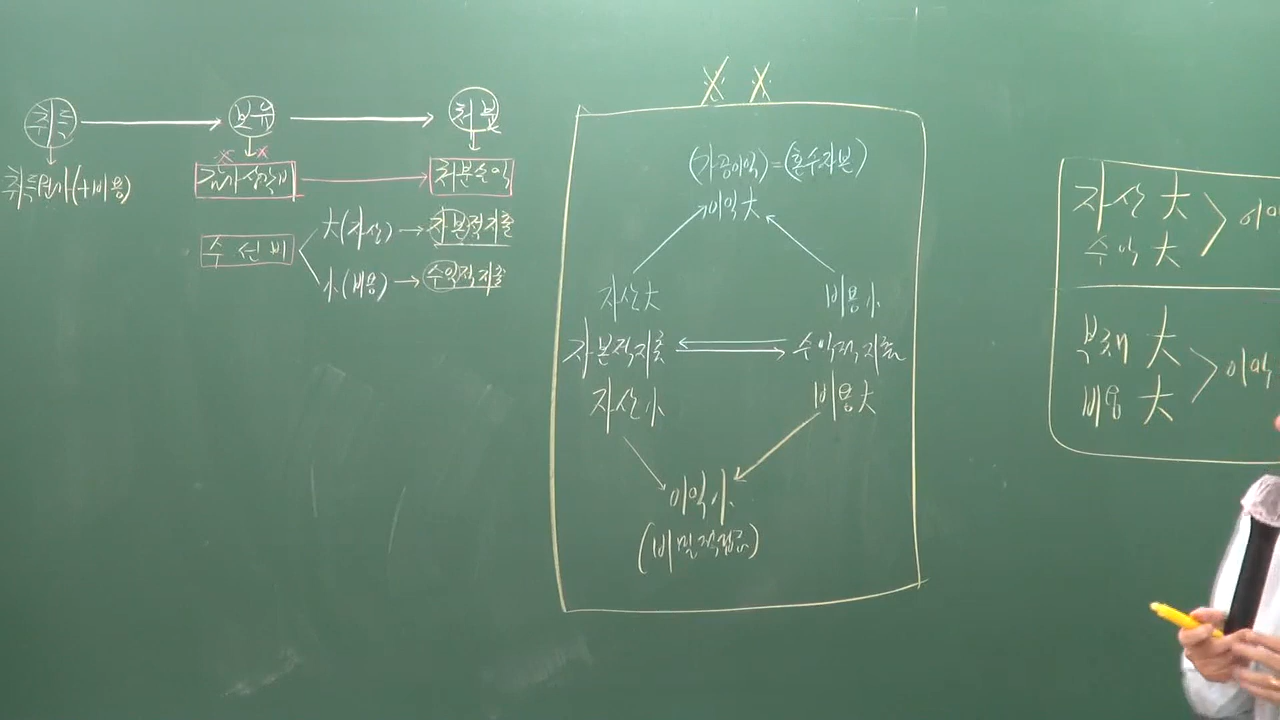 취득 → 보유 → 처분
취득원가(+비용)
감가상각비 → 처분손익
수선비
大(자산) → 자본적지출
小(비용) → 수익적지출
(가공이익)=(혼수자본)
이익大
자산大 비용小
자본적지출 수익적지출
자산小 비용大
이익小
(비밀적립금)
자산 大
수익 大
부채 大
비용 大
이익